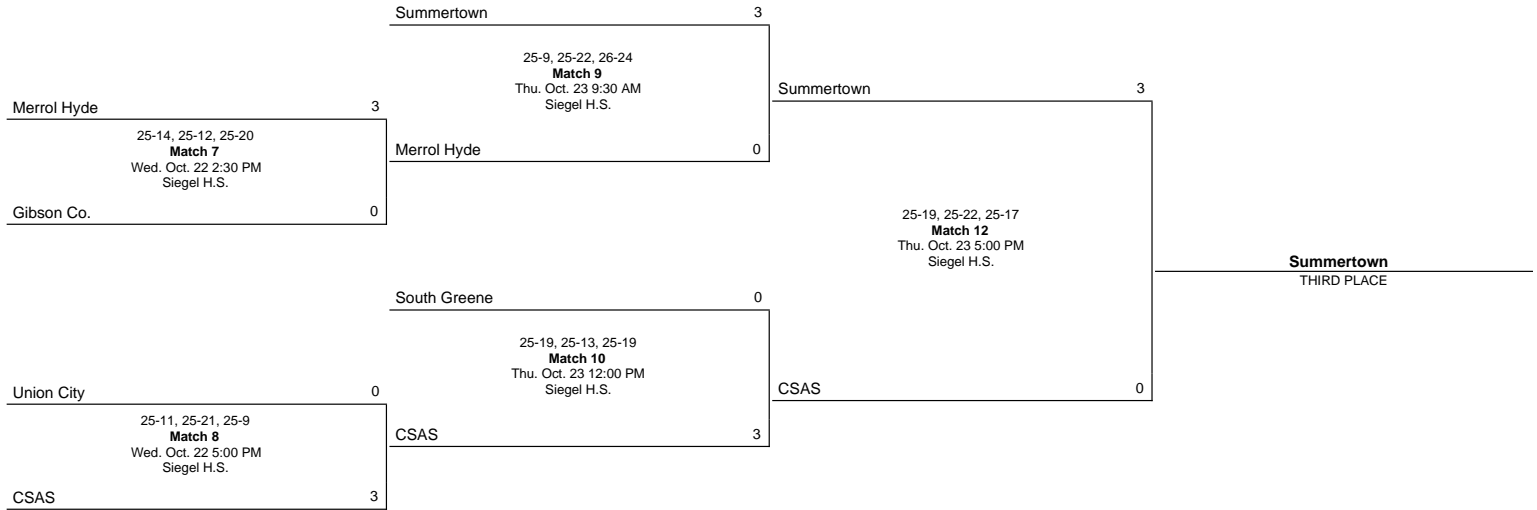 Summertown 3
25-9, 25-22, 26-24
Match 9
Thu. Oct. 23 9:30 AM
Siegel H.S.
Merrol Hyde 0
Merrol Hyde 3
25-14, 25-12, 25-20
Match 7
Wed. Oct. 22 2:30 PM
Siegel H.S.
Gibson Co. 0
Summertown 3
25-19, 25-22, 25-17
Match 12
Thu. Oct. 23 5:00 PM
Siegel H.S.
CSAS 0
Summertown
THIRD PLACE
South Greene 0
25-19, 25-13, 25-19
Match 10
Thu. Oct. 23 12:00 PM
Siegel H.S.
CSAS 3
Union City 0
25-11, 25-21, 25-9
Match 8
Wed. Oct. 22 5:00 PM
Siegel H.S.
CSAS 3